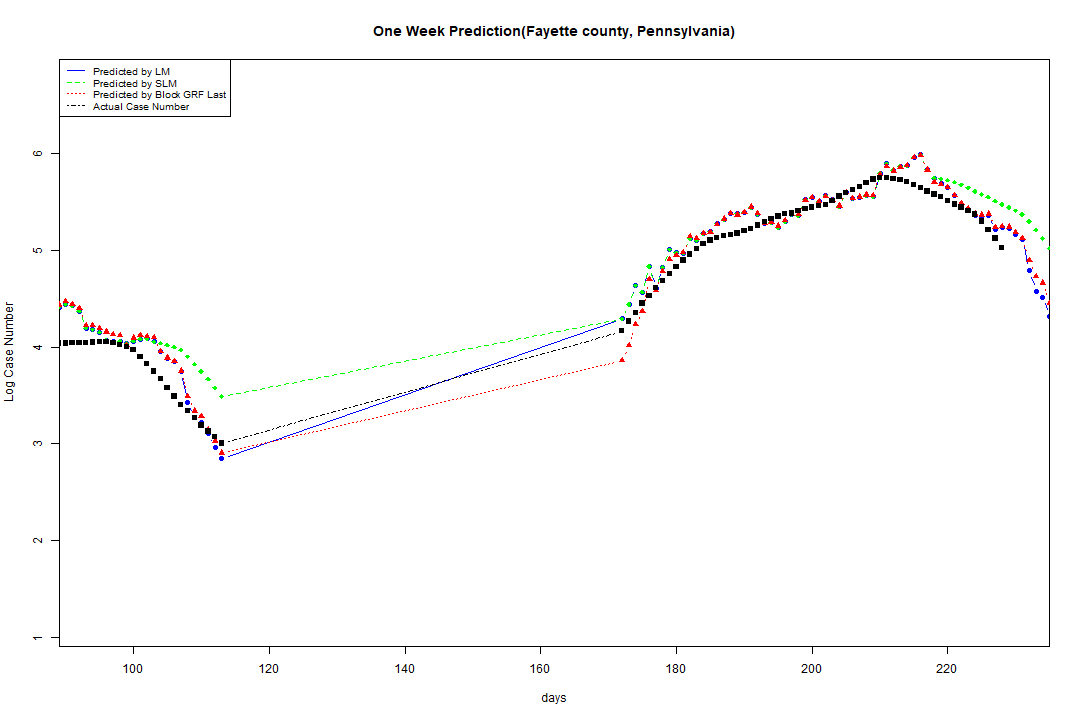 One Week Prediction(Fayette county, Pennsylvania)
Predicted by LM
Predicted by SLM
Predicted by Block GRF Last
Actual Case Number
6
5
4
3
2
1
Log Case Number
100 120 140 160 180 200 220
days